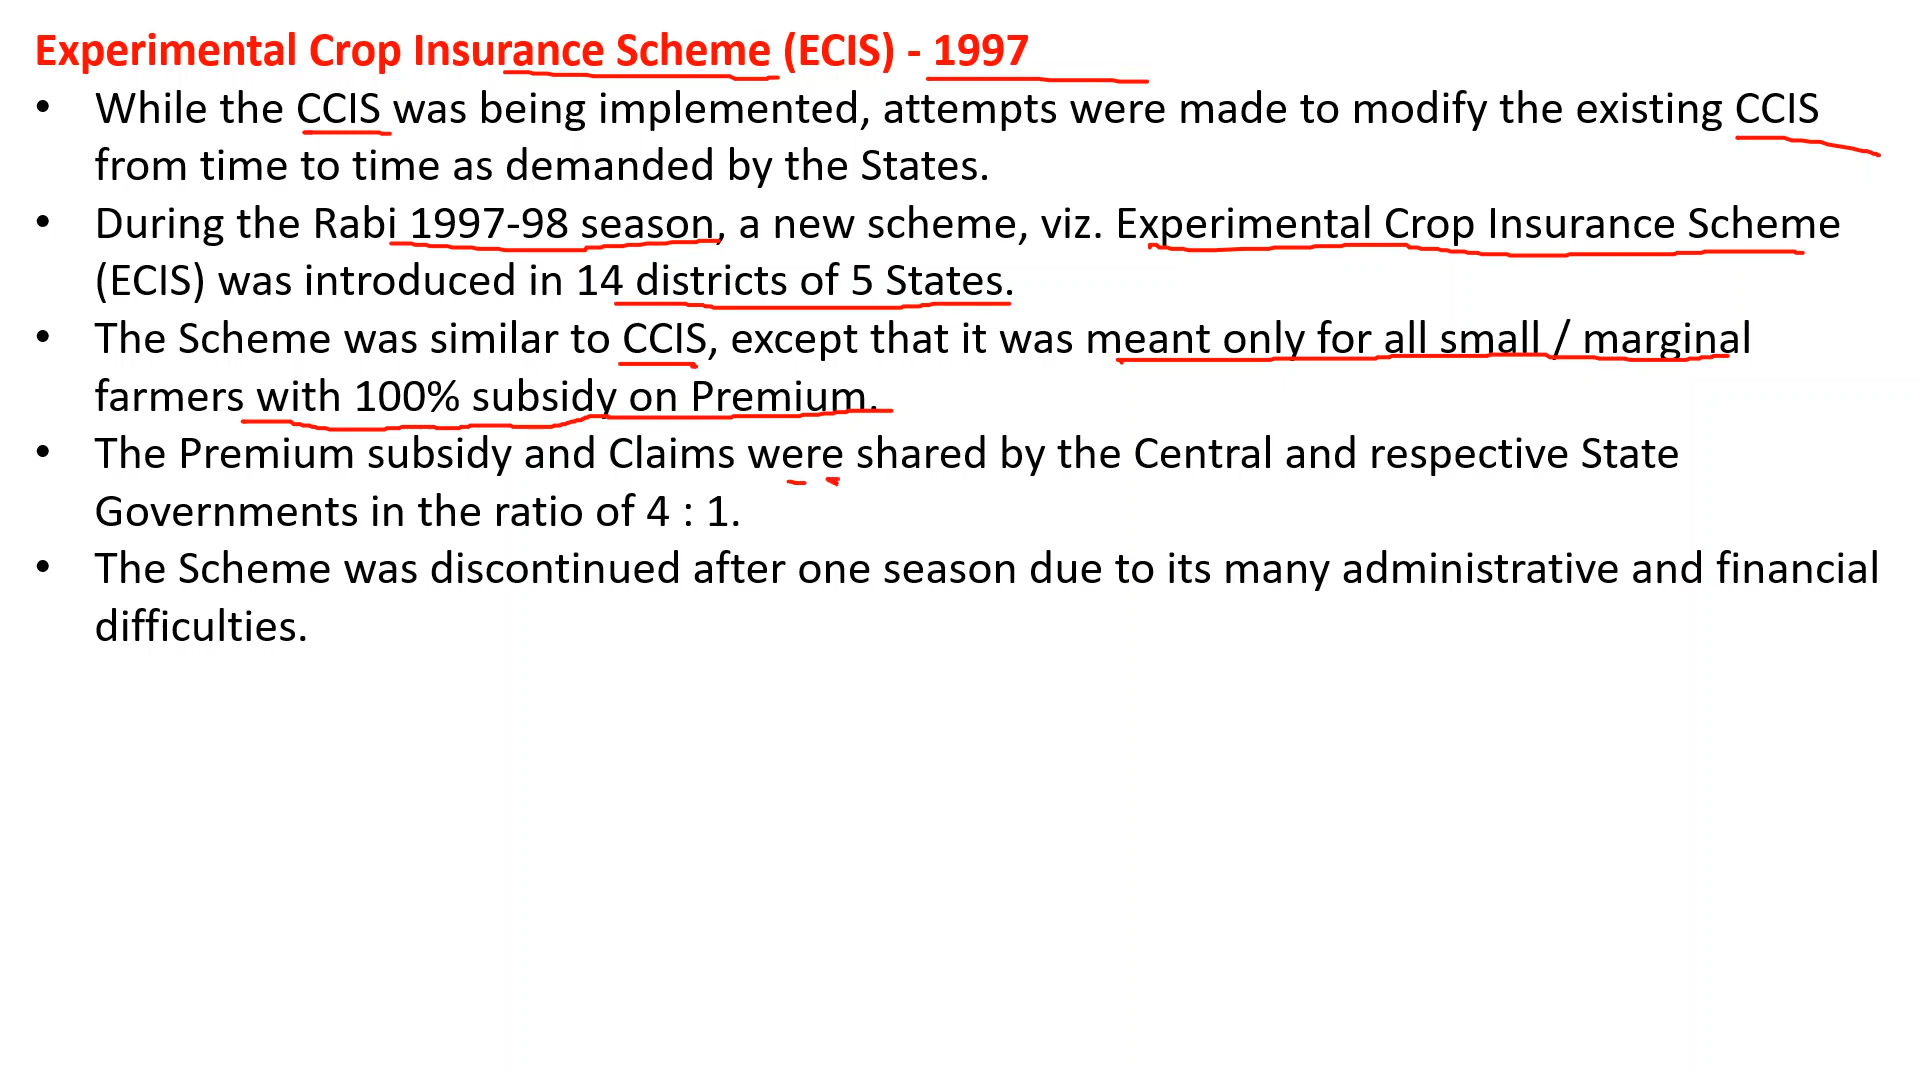 Experimental Crop Insurance Scheme (ECIS) - 1997
• While the CCIS was being implemented, attempts were made to modify the existing CCIS
from time to time as demanded by the States.
• During the Rabi 1997-98 season, a new scheme, viz. Experimental Crop Insurance Scheme
(ECIS) was introduced in 14 districts of 5 States.
• The Scheme was similar to CCIS, except that it was meant only for all small / marginal
farmers with 100% subsidy on Premium.
• The Premium subsidy and Claims were shared by the Central and respective State
Governments in the ratio of 4 : 1.
• The Scheme was discontinued after one season due to its many administrative and financial
difficulties.